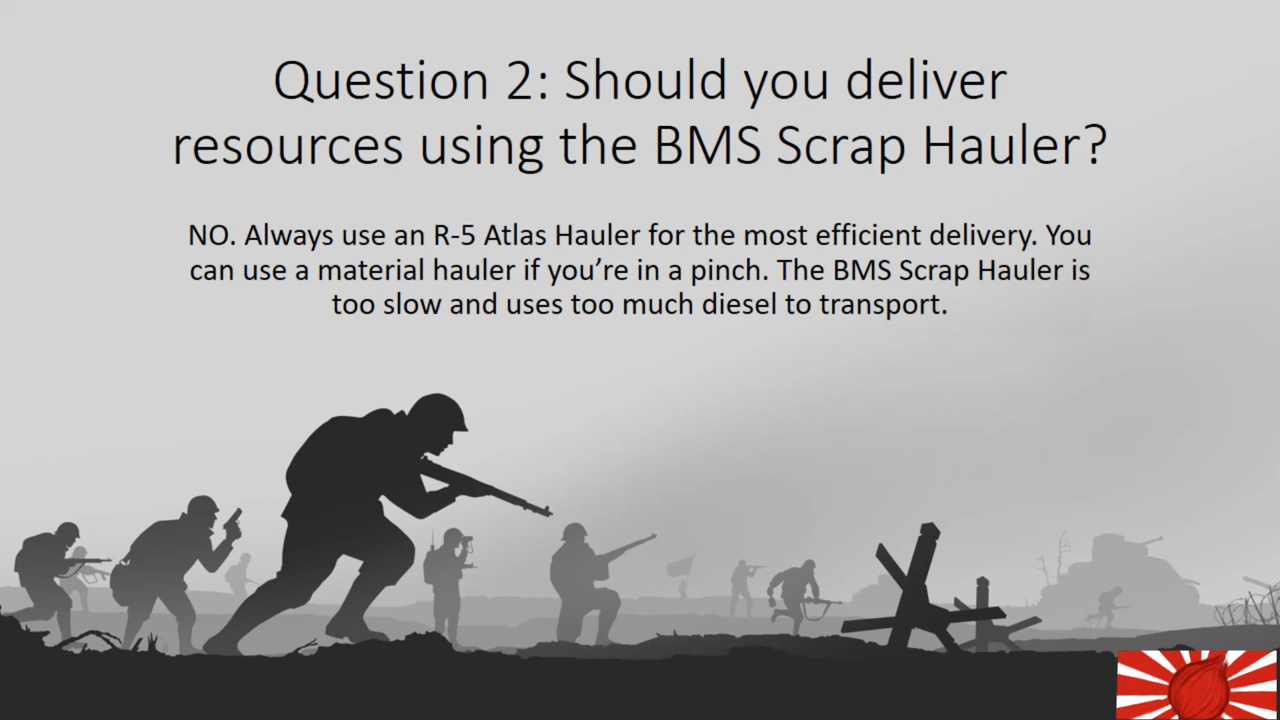 Question 2: Should you deliver
resources using the BMS Scrap Hauler?
NO. Always use an R-5 Atlas Hauler for the most efficient delivery. You
can use a material hauler if you’re in a pinch. The BMS Scrap Hauler is
too slow and uses too much diesel to transport.